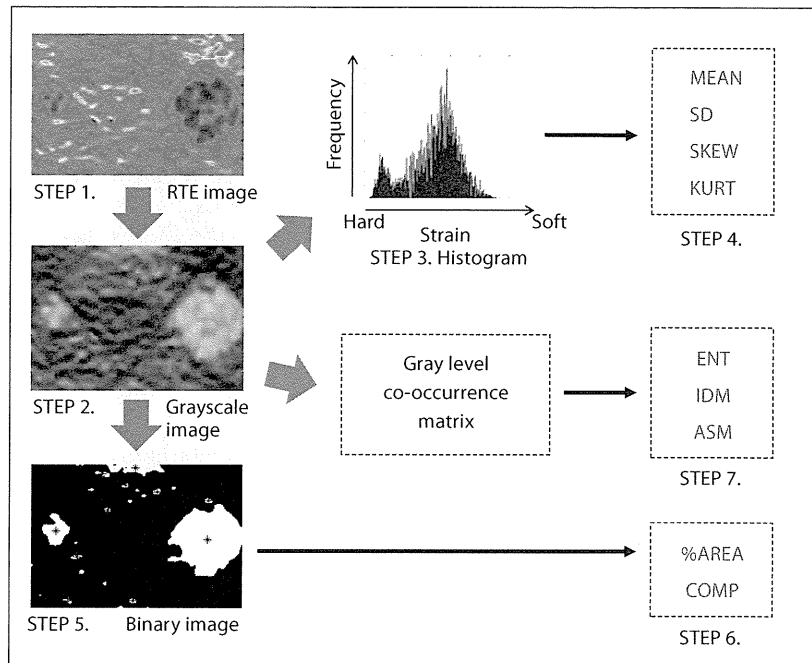 STEP 1. RTE image
Frequency
Hard Soft
Strain
STEP 3. Histogram
MEAN
SD
SKEW
KURT
STEP 4.
STEP 2. Grayscale
image
Gray level
co-occurrence
matrix
ENT
IDM
ASM
STEP 7.
STEP 5. Binary image
%AREA
COMP
STEP 6.